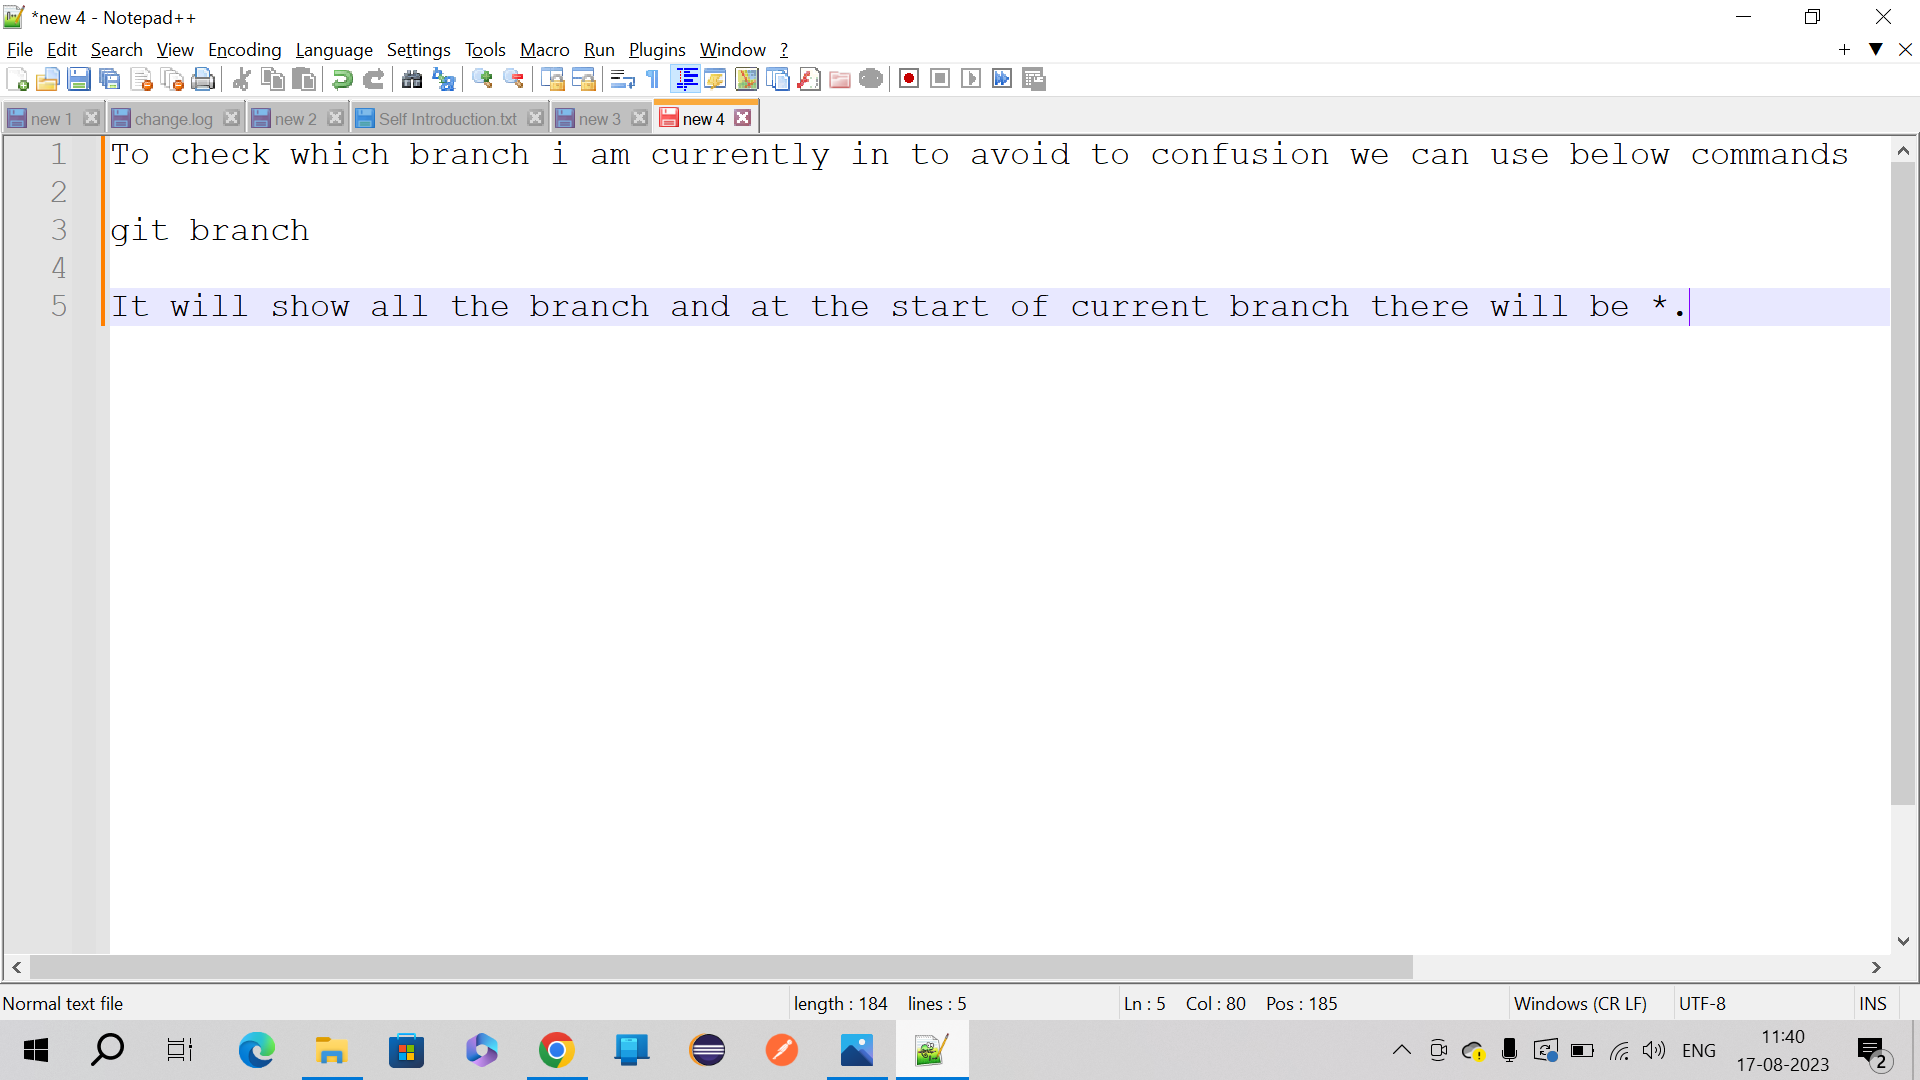 *new 4 - Notepad++
File Edit Search View Encoding Language Settings Tools Macro Run Plugins Window ?
new 1 change.log new 2 Self Introduction.txt new 3 new 4
1 To check which branch i am currently in to avoid to confusion we can use below commands
2
3 git branch
4
5 It will show all the branch and at the start of current branch there will be *.
Normal text file length : 184 lines : 5 Ln : 5 Col : 80 Pos : 185 Windows (CR LF) UTF-8 INS
ENG 11:40
17-08-2023 2